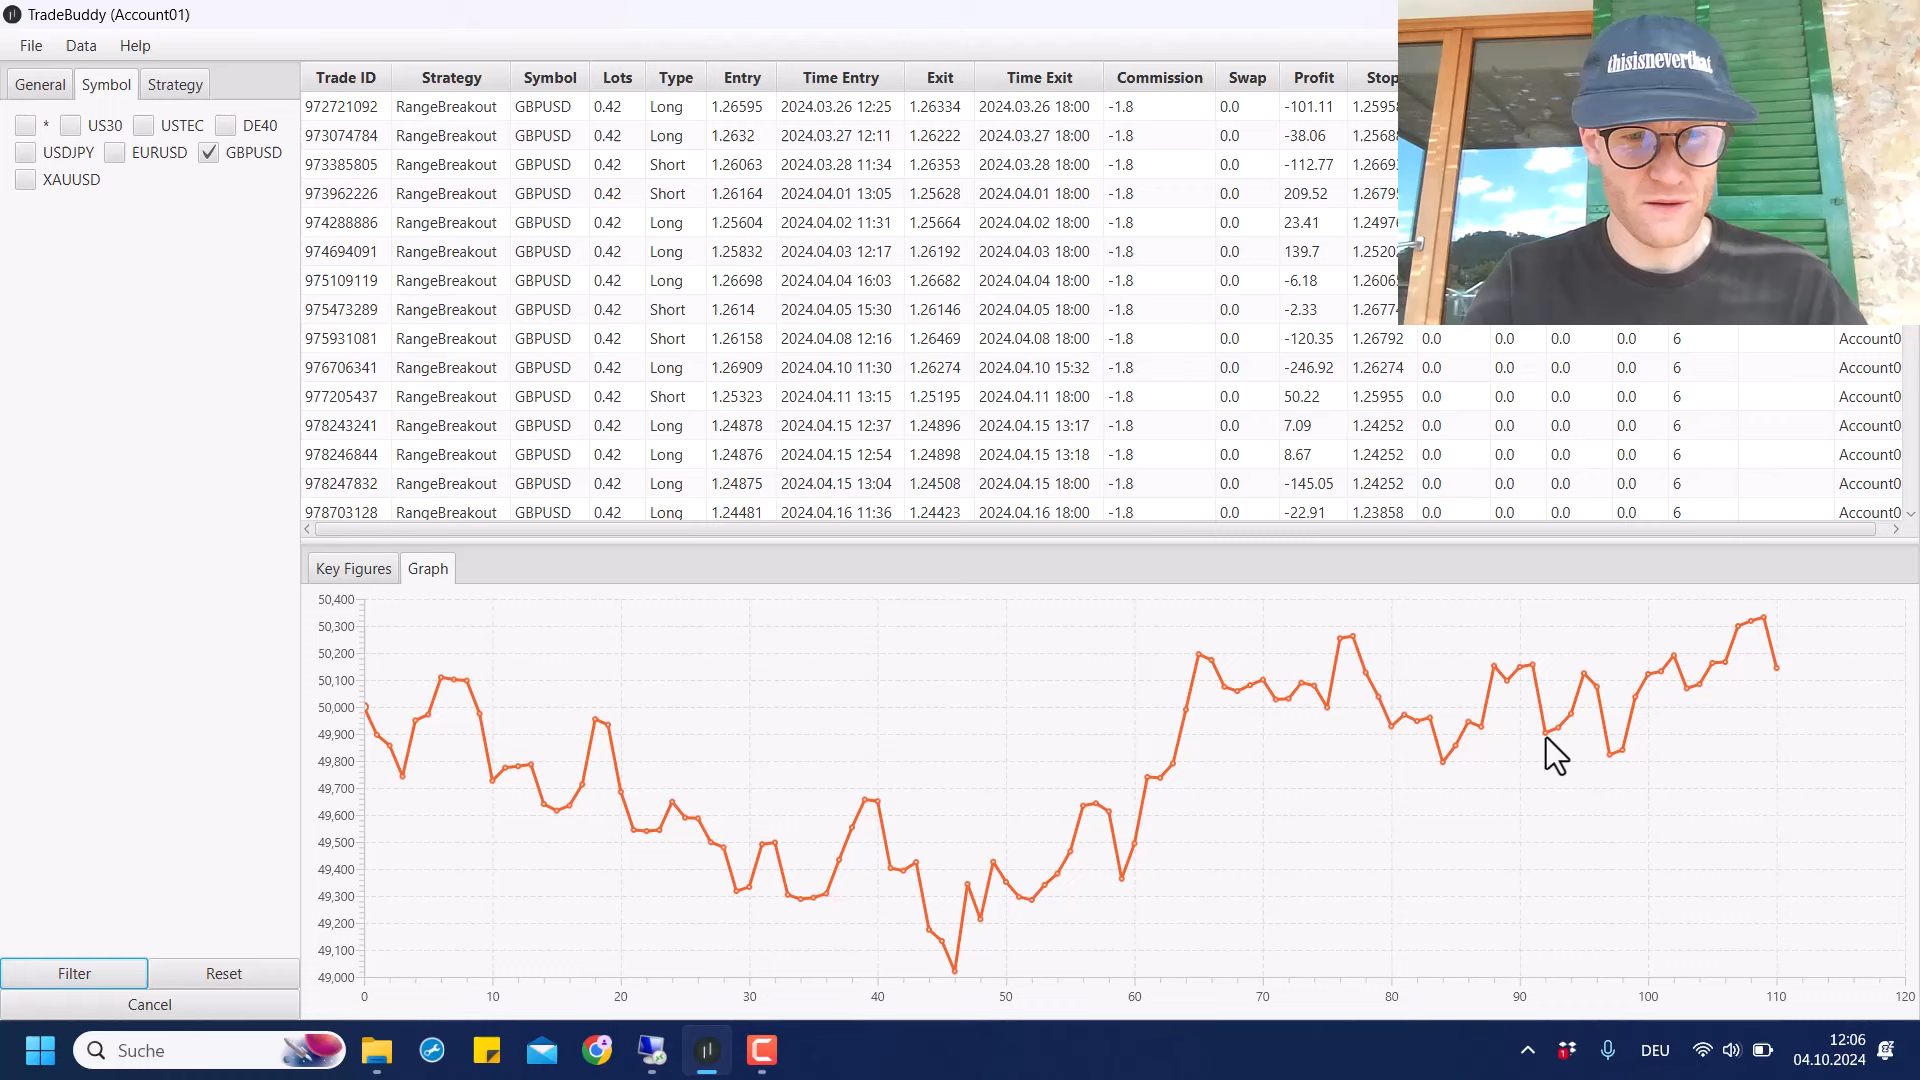 TradeBuddy (Account01)
File Data Help
General Symbol Strategy
* US30 USTEC DE40
USDJPY EURUSD GBPUSD
XAUUSD
Trade ID Strategy Symbol Lots Type Entry Time Entry Exit Time Exit Commission Swap Profit Stop
972721092 RangeBreakout GBPUSD 0.42 Long 1.26595 2024.03.26 12:25 1.26334 2024.03.26 18:00 -1.8 0.0 -101.11 1.2595
973074784 RangeBreakout GBPUSD 0.42 Long 1.2632 2024.03.27 12:11 1.26222 2024.03.27 18:00 -1.8 0.0 -38.06 1.2568
973385805 RangeBreakout GBPUSD 0.42 Short 1.26063 2024.03.28 11:34 1.26353 2024.03.28 18:00 -1.8 0.0 -112.77 1.2669
973962226 RangeBreakout GBPUSD 0.42 Short 1.26164 2024.04.01 13:05 1.25628 2024.04.01 18:00 -1.8 0.0 209.52 1.2679
974288886 RangeBreakout GBPUSD 0.42 Long 1.25604 2024.04.02 11:31 1.25664 2024.04.02 18:00 -1.8 0.0 23.41 1.2497
974694091 RangeBreakout GBPUSD 0.42 Long 1.25832 2024.04.03 12:17 1.26192 2024.04.03 18:00 -1.8 0.0 139.7 1.2520
975109119 RangeBreakout GBPUSD 0.42 Long 1.26698 2024.04.04 16:03 1.26682 2024.04.04 18:00 -1.8 0.0 -6.18 1.2606
975473289 RangeBreakout GBPUSD 0.42 Short 1.2614 2024.04.05 15:30 1.26146 2024.04.05 18:00 -1.8 0.0 -2.33 1.2677
975931081 RangeBreakout GBPUSD 0.42 Short 1.26158 2024.04.08 12:16 1.26469 2024.04.08 18:00 -1.8 0.0 -120.35 1.26792 0.0 0.0 0.0 0.0 6 Account0
976706341 RangeBreakout GBPUSD 0.42 Long 1.26909 2024.04.10 11:30 1.26274 2024.04.10 15:32 -1.8 0.0 -246.92 1.26274 0.0 0.0 0.0 0.0 6 Account0
977205437 RangeBreakout GBPUSD 0.42 Short 1.25323 2024.04.11 13:15 1.25195 2024.04.11 18:00 -1.8 0.0 50.22 1.25955 0.0 0.0 0.0 0.0 6 Account0
978243241 RangeBreakout GBPUSD 0.42 Long 1.24878 2024.04.15 12:37 1.24896 2024.04.15 13:17 -1.8 0.0 7.09 1.24252 0.0 0.0 0.0 0.0 6 Account0
978246844 RangeBreakout GBPUSD 0.42 Long 1.24876 2024.04.15 12:54 1.24898 2024.04.15 13:18 -1.8 0.0 8.67 1.24252 0.0 0.0 0.0 0.0 6 Account0
978247832 RangeBreakout GBPUSD 0.42 Long 1.24875 2024.04.15 13:04 1.24508 2024.04.15 18:00 -1.8 0.0 -145.05 1.24252 0.0 0.0 0.0 0.0 6 Account0
978703128 RangeBreakout GBPUSD 0.42 Long 1.24481 2024.04.16 11:36 1.24423 2024.04.16 18:00 -1.8 0.0 -22.91 1.23858 0.0 0.0 0.0 0.0 6 Account0
thisisneverthat
Key Figures Graph
50,400
50,300
50,200
50,100
50,000
49,900
49,800
49,700
49,600
49,500
49,400
49,300
49,200
49,100
49,000
0 10 20 30 40 50 60 70 80 90 100 110 120
Filter Reset
Cancel
Suche
DEU
12:06
04.10.2024